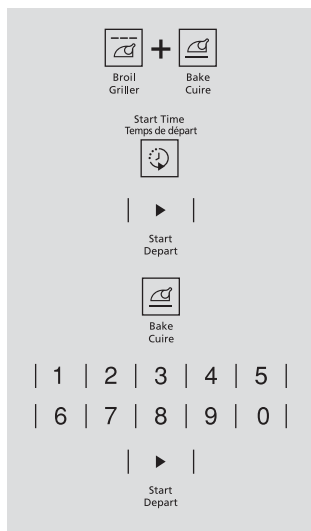 Broil Bake
Griller Cuire
Start Time
Temps de départ
Start
Depart
Bake
Cuire
1 2 3 4 5
6 7 8 9 0
Start
Depart